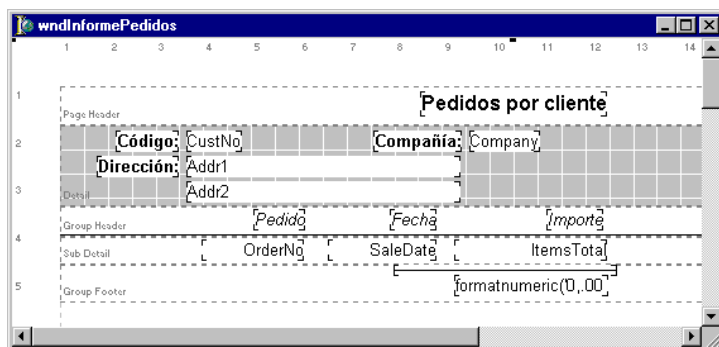 wndInformePedidos
1 2 3 4 5 6 7 8 9 10 11 12 13 14
1
Pedidos por cliente
Page Header
2
Código: CustNo Compañía: Company
Dirección: Addr1
3
Addr2
Detail
Pedido Fecha Importe
Group Header
4
OrderNo SaleDate ItemsTotal
Sub Detail
5
formatnumeric('0,.00
Group Footer